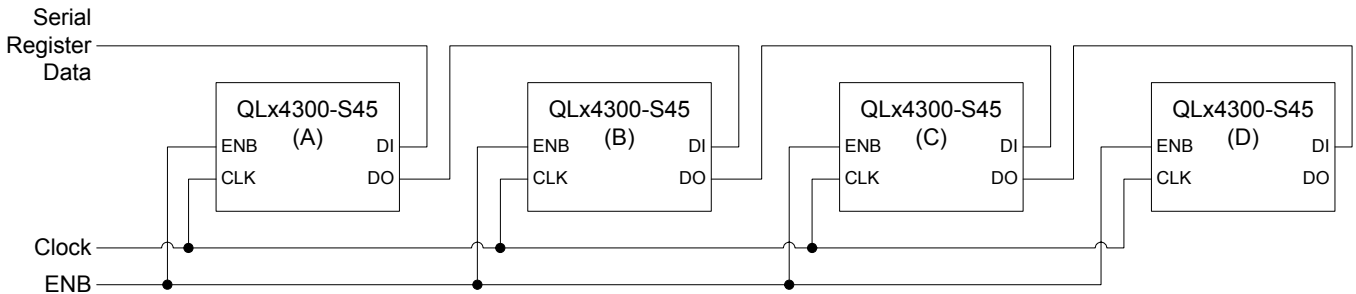 Serial
Register
Data
QLx4300-S45
(A)
ENB
DI
CLK
DO
QLx4300-S45
(B)
ENB
DI
CLK
DO
QLx4300-S45
(C)
ENB
DI
CLK
DO
QLx4300-S45
(D)
ENB
DI
CLK
DO
Clock
ENB